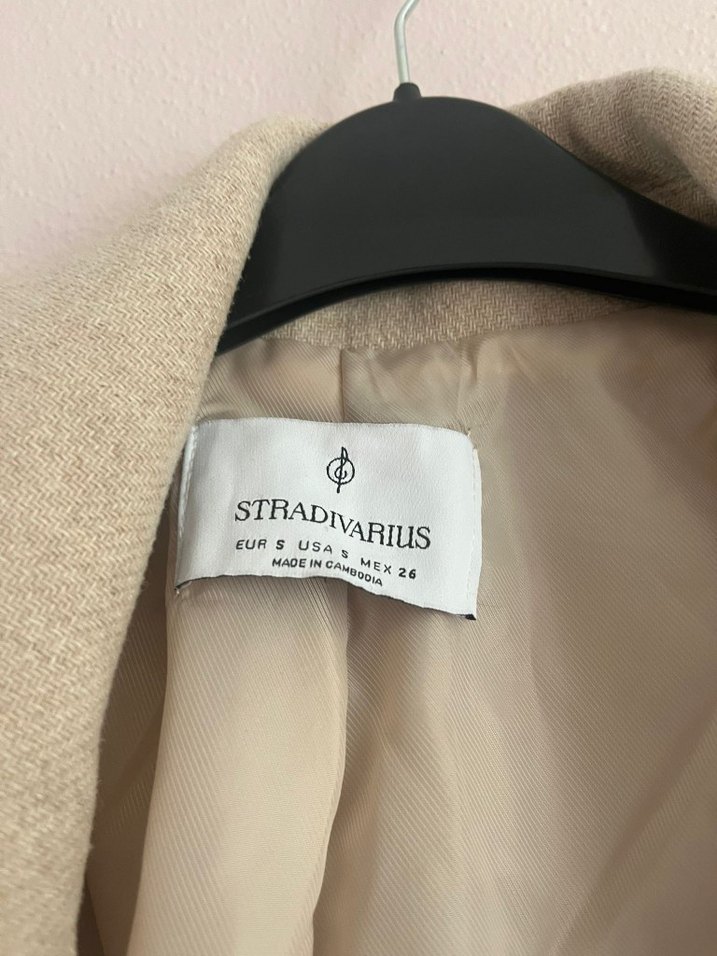 STRADIVARIUS
EUR S USA S MEX 26
MADE IN CAMBODIA